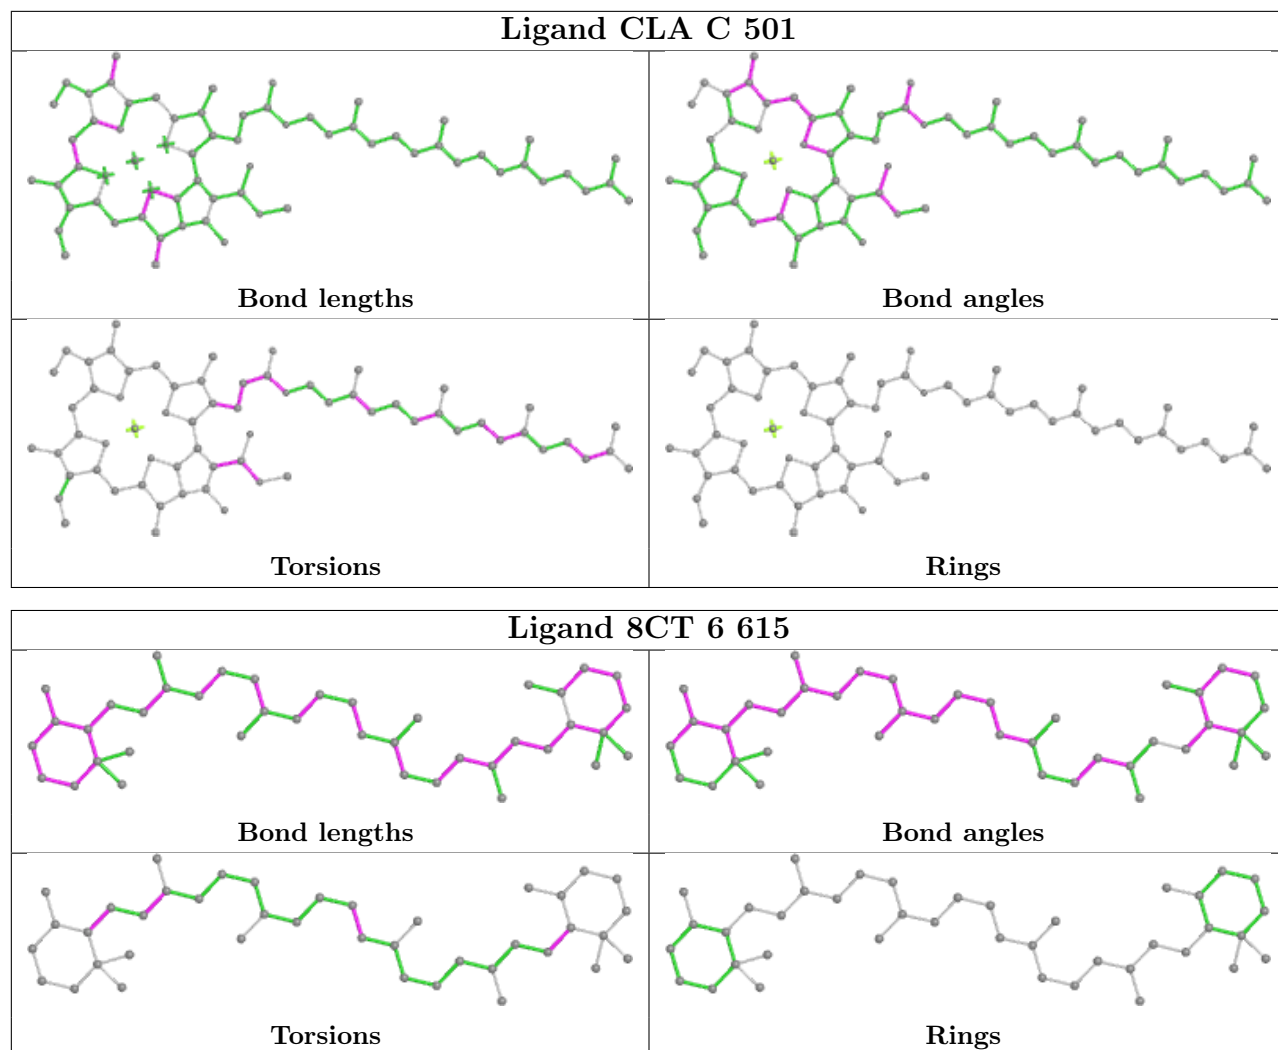 Ligand CLA C 501
Bond lengths
Bond angles
Torsions
Rings
Ligand 8CT 6 615
Bond lengths
Bond angles
Torsions
Rings